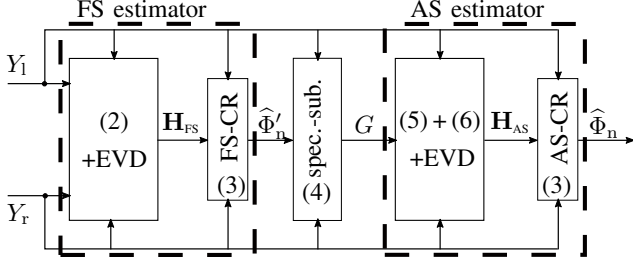 FS estimator AS estimator
Y_l
(2) +EVD
H_FS
FS-CR (3)
Φ̂′_n
spec.-sub. (4)
G
(5) + (6) +EVD
H_AS
AS-CR (3)
Φ̂_n
Y_r